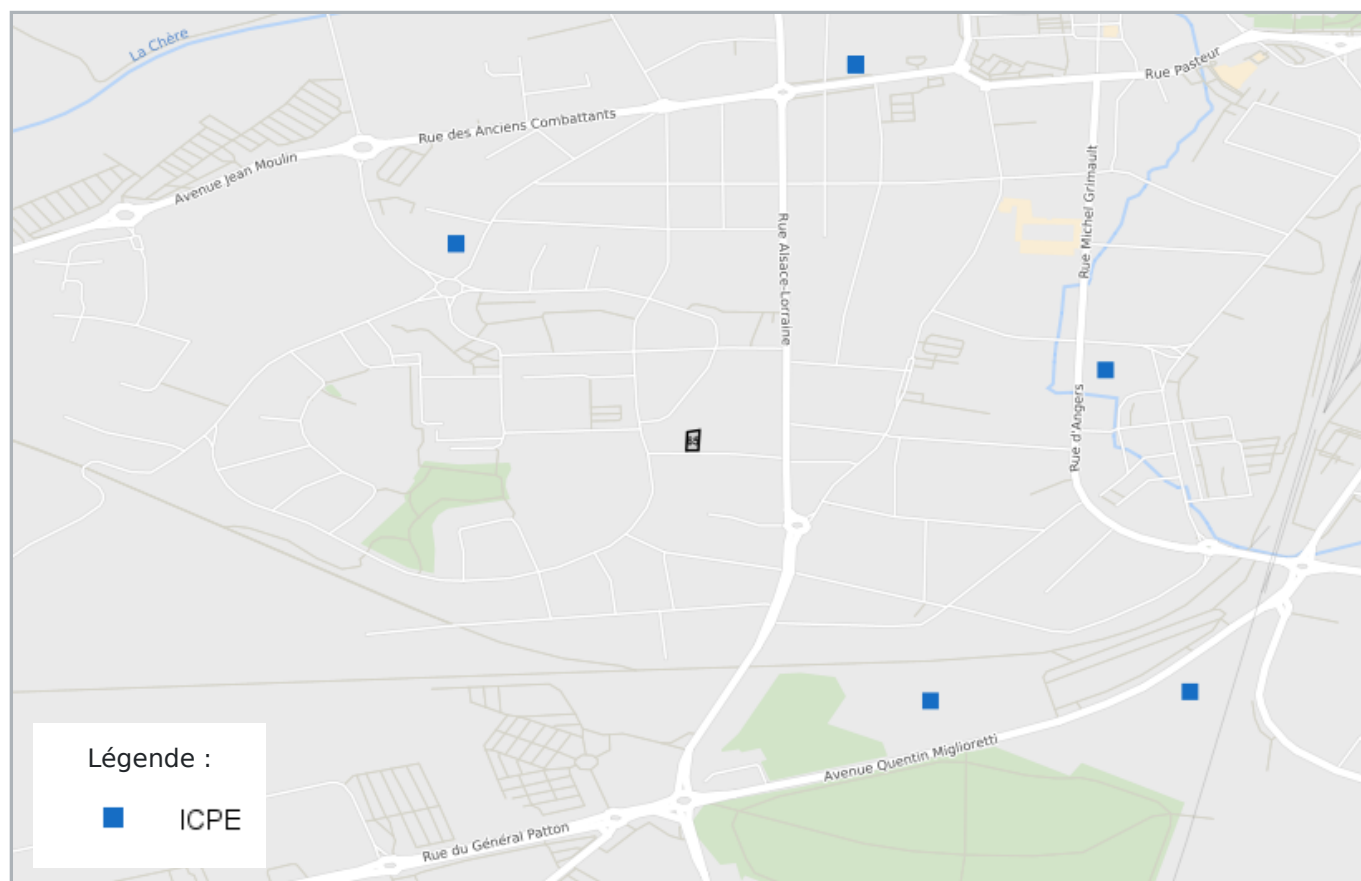 La Chère
Rue Pasteur
Rue des Anciens Combattants
Avenue Jean Moulin
Rue Michel Grimault
Rue Alsace-Lorraine
Rue d'Angers
Avenue Quentin Miglioretti
Rue du Général Patton
Légende :
ICPE